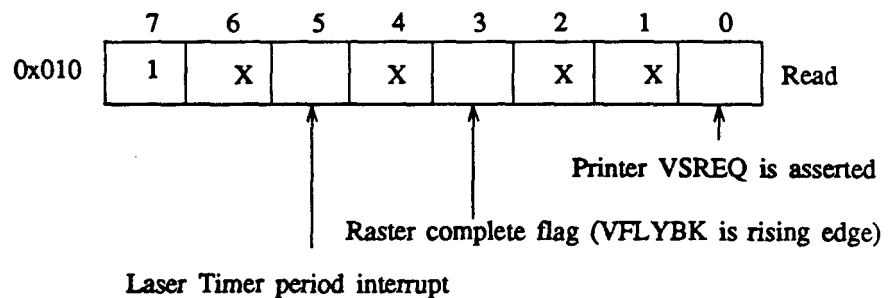 7 6 5 4 3 2 1 0
0x010 1 X X X X Read
Printer VSREQ is asserted
Raster complete flag (VFLYBK is rising edge)
Laser Timer period interrupt